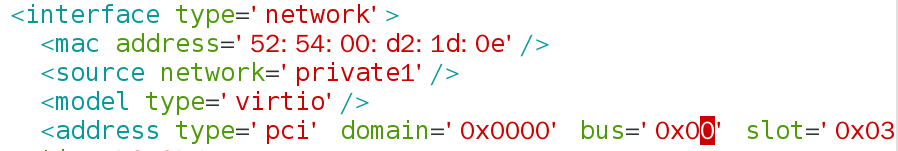 <interface type='network'>
<mac address='52:54:00:d2:1d:0e'/>
<source network='private1'/>
<model type='virtio'/>
<address type='pci' domain='0x0000' bus='0x00' slot='0x03